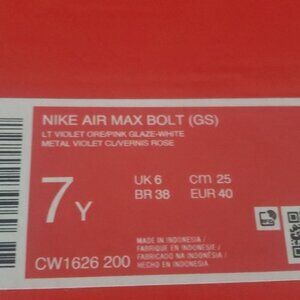 NIKE AIR MAX BOLT (GS)
LT VIOLET ORE/PINK GLAZE-WHITE
METAL VIOLET CL/VERNIS ROSE
7Y
UK 6 cm 25
BR 38 EUR 40
MADE IN INDONESIA /
FABRIQUE EN INDONESIE /
FABRICADO NA INDONÉSIA /
HECHO EN INDONESIA
CW1626 200